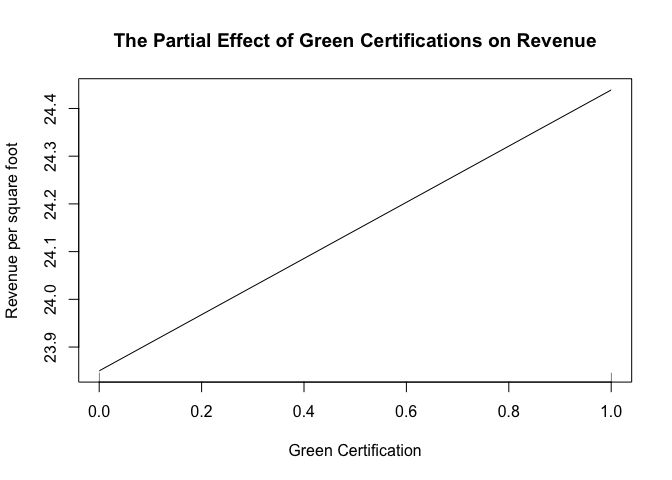 The Partial Effect of Green Certifications on Revenue
Revenue per square foot
24.4
24.3
24.2
24.1
24.0
23.9
0.0 0.2 0.4 0.6 0.8 1.0
Green Certification